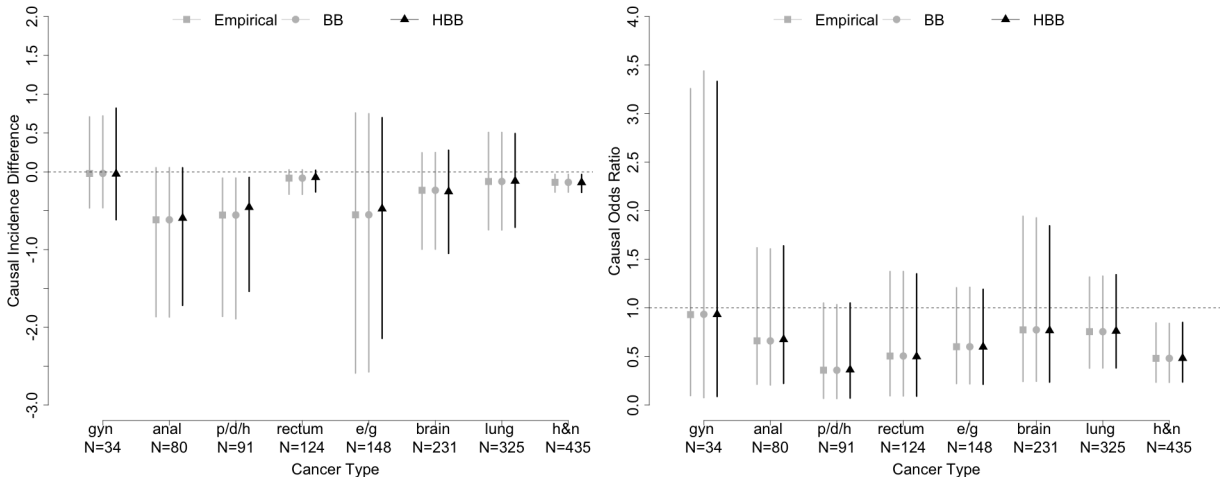 Empirical BB HBB
Causal Incidence Difference
2.0
1.5
1.0
0.5
0.0
-1.0
-2.0
-3.0
gyn anal p/d/h rectum e/g brain lung h&n
N=34 N=80 N=91 N=124 N=148 N=231 N=325 N=435
Cancer Type
Empirical BB HBB
Causal Odds Ratio
4.0
3.5
3.0
2.5
2.0
1.5
1.0
0.5
0.0
gyn anal p/d/h rectum e/g brain lung h&n
N=34 N=80 N=91 N=124 N=148 N=231 N=325 N=435
Cancer Type